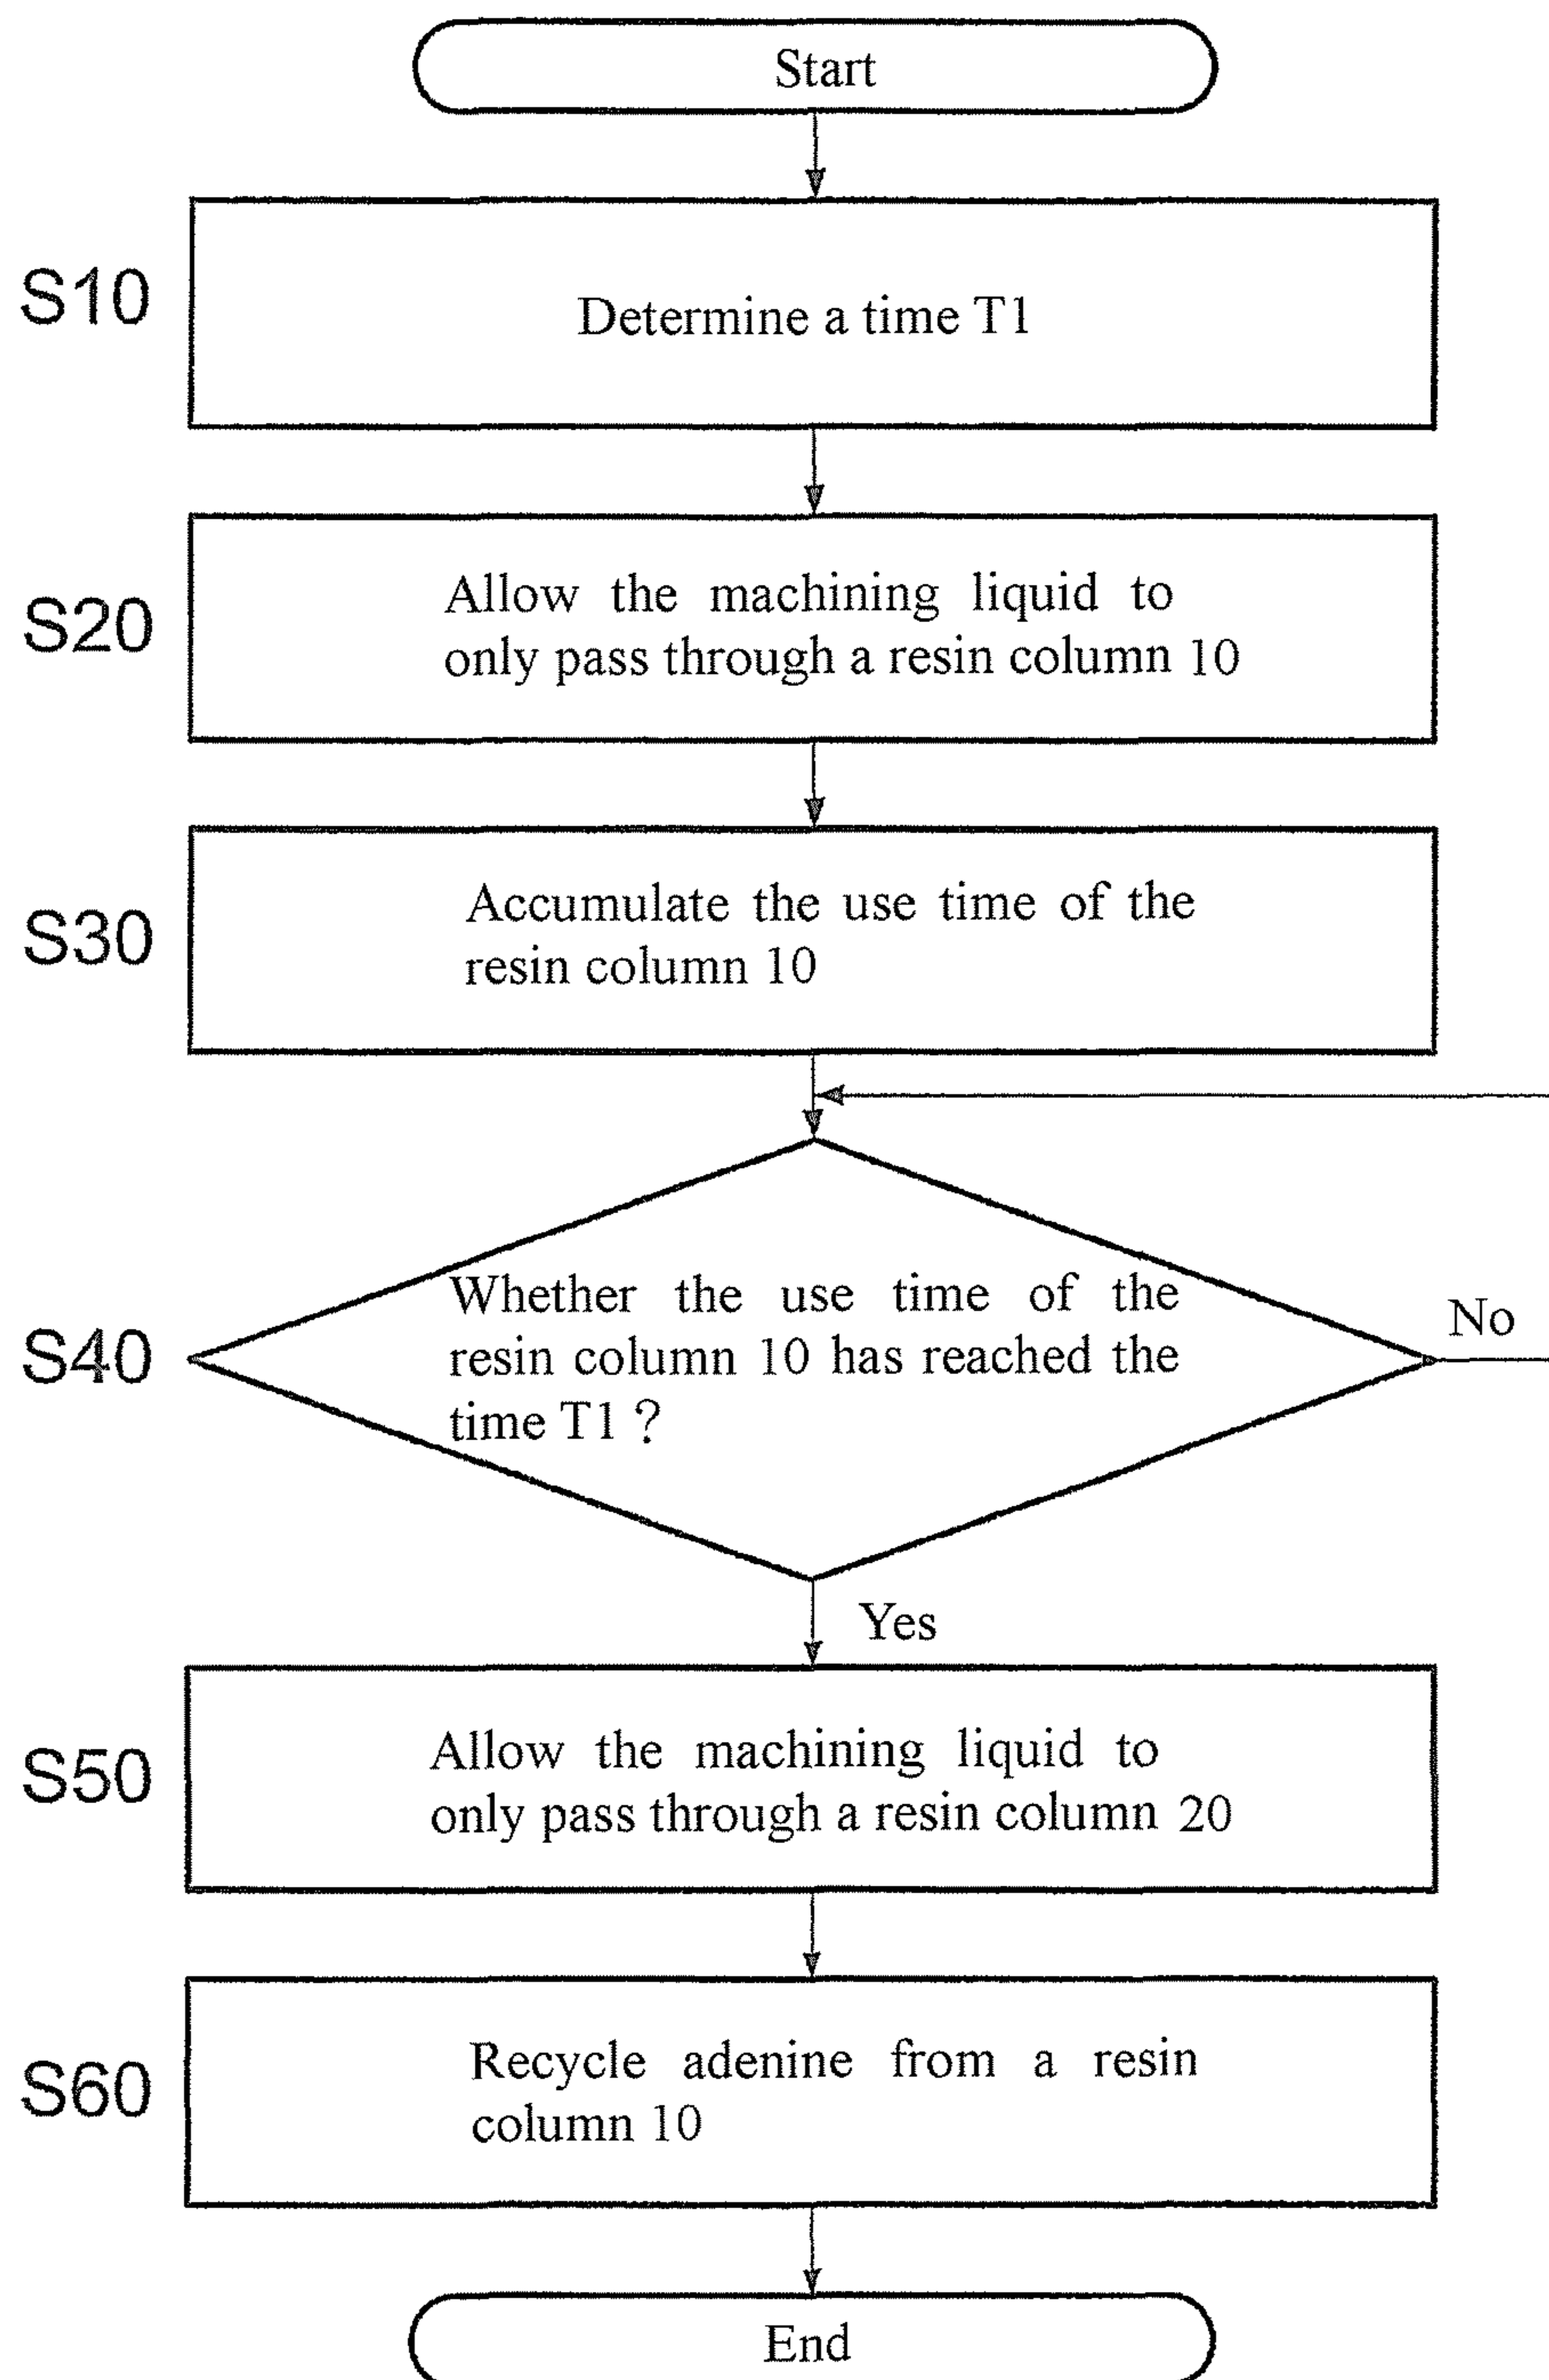 Start
S10
Determine a time T1
S20
Allow the machining liquid to
only pass through a resin column 10
S30
Accumulate the use time of the
resin column 10
S40
Whether the use time of the
resin column 10 has reached the
time T1 ?
No
Yes
S50
Allow the machining liquid to
only pass through a resin column 20
S60
Recycle adenine from a resin
column 10
End